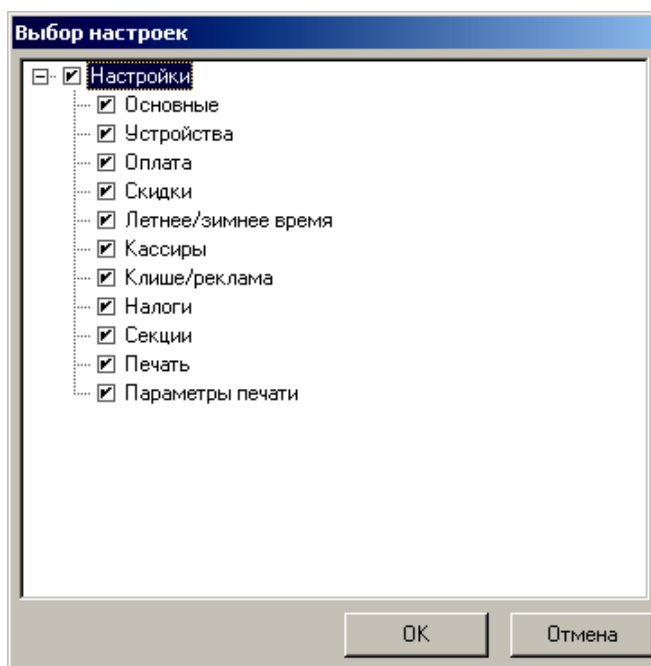 Выбор настроек
Настройки
Основные
Устройства
Оплата
Скидки
Летнее/зимнее время
Кассиры
Клише/реклама
Налоги
Секции
Печать
Параметры печати
OK
Отмена